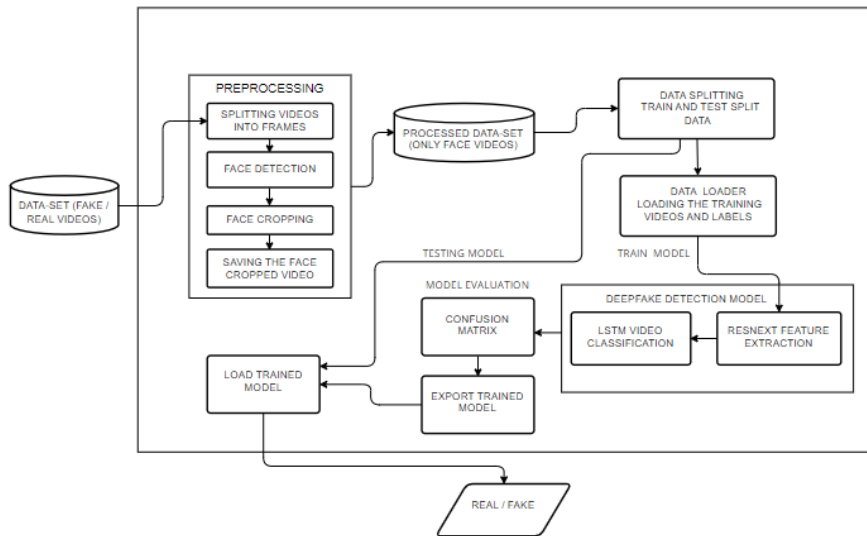 PREPROCESSING
SPLITTING VIDEOS
INTO FRAMES
FACE DETECTION
FACE CROPPING
SAVING THE FACE
CROPPED VIDEO
DATA-SET (FAKE /
REAL VIDEOS)
PROCESSED DATA-SET
(ONLY FACE VIDEOS)
DATA SPLITTING
TRAIN AND TEST SPLIT
DATA
DATA LOADER
LOADING THE TRAINING
VIDEOS AND LABELS
TESTING MODEL
TRAIN MODEL
MODEL EVALUATION
DEEPFAKE DETECTION MODEL
CONFUSION
MATRIX
LSTM VIDEO
CLASSIFICATION
RESNEXT FEATURE
EXTRACTION
LOAD TRAINED
MODEL
EXPORT TRAINED
MODEL
REAL / FAKE